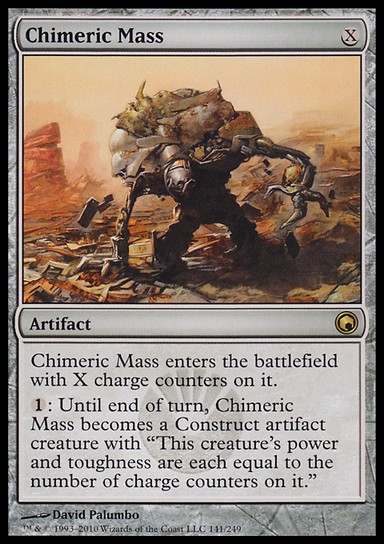 Chimeric Mass X
Artifact
Chimeric Mass enters the battlefield
with X charge counters on it.
1: Until end of turn, Chimeric
Mass becomes a Construct artifact
creature with “This creature's power
and toughness are each equal to the
number of charge counters on it.”
David Palumbo
™ & © 1993–2010 Wizards of the Coast LLC 141/249